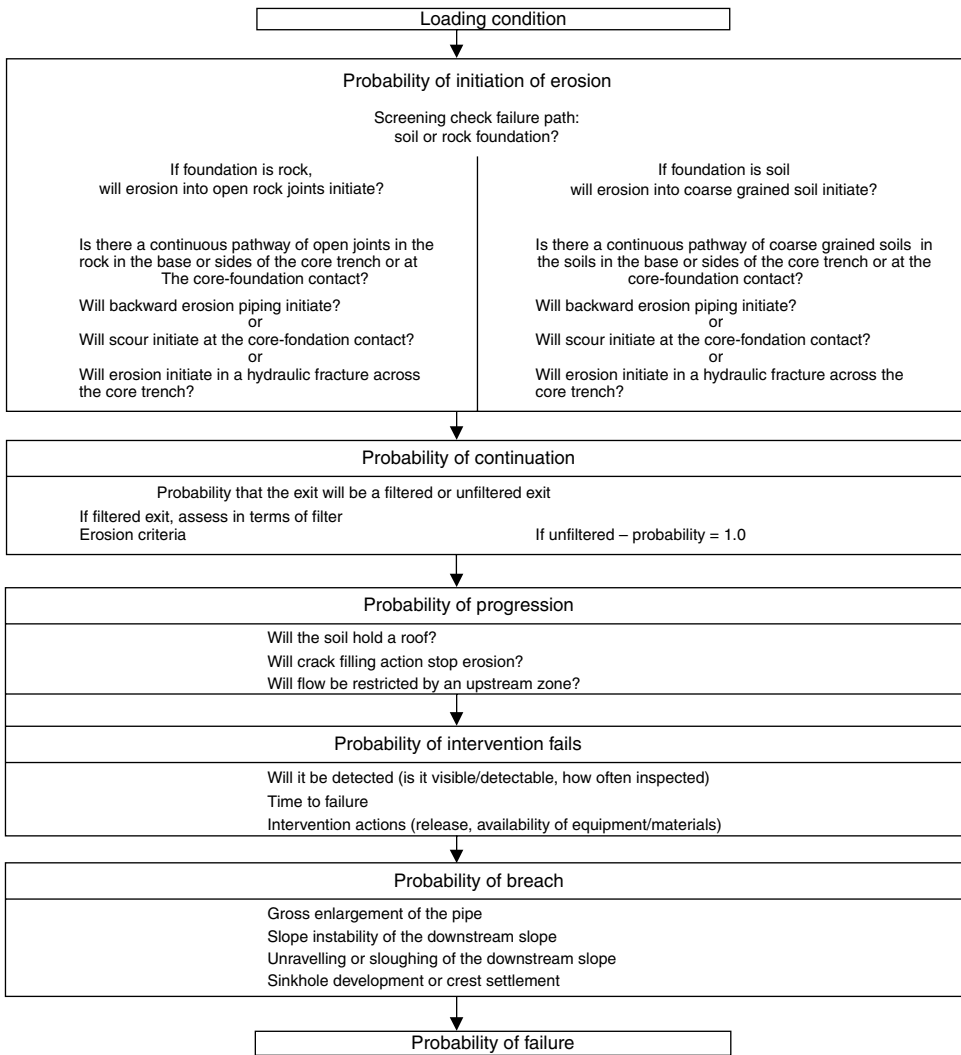 Loading condition
Probability of initiation of erosion
Screening check failure path:
soil or rock foundation?
If foundation is rock,
will erosion into open rock joints initiate?
Is there a continuous pathway of open joints in the
rock in the base or sides of the core trench or at
The core-foundation contact?
Will backward erosion piping initiate?
or
Will scour initiate at the core-fondation contact?
or
Will erosion initiate in a hydraulic fracture across
the core trench?
If foundation is soil
will erosion into coarse grained soil initiate?
Is there a continuous pathway of coarse grained soils in
the soils in the base or sides of the core trench or at the
core-foundation contact?
Will backward erosion piping initiate?
or
Will scour initiate at the core-fondation contact?
or
Will erosion initiate in a hydraulic fracture across the
core trench?
Probability of continuation
Probability that the exit will be a filtered or unfiltered exit
If filtered exit, assess in terms of filter
Erosion criteria
If unfiltered – probability = 1.0
Probability of progression
Will the soil hold a roof?
Will crack filling action stop erosion?
Will flow be restricted by an upstream zone?
Probability of intervention fails
Will it be detected (is it visible/detectable, how often inspected)
Time to failure
Intervention actions (release, availability of equipment/materials)
Probability of breach
Gross enlargement of the pipe
Slope instability of the downstream slope
Unravelling or sloughing of the downstream slope
Sinkhole development or crest settlement
Probability of failure